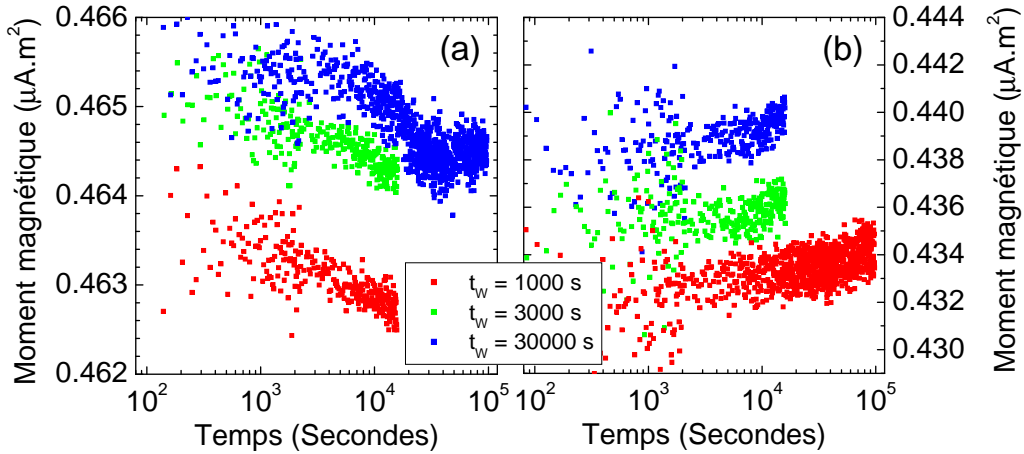 0.466
0.465
0.464
0.463
0.462
Moment magnétique (µA.m²)
(a)
10² 10³ 10⁴ 10⁵
Temps (Secondes)
t_W = 1000 s
t_W = 3000 s
t_W = 30000 s
(b)
10² 10³ 10⁴ 10⁵
Temps (Secondes)
0.444
0.442
0.440
0.438
0.436
0.434
0.432
0.430
Moment magnétique (µA.m²)